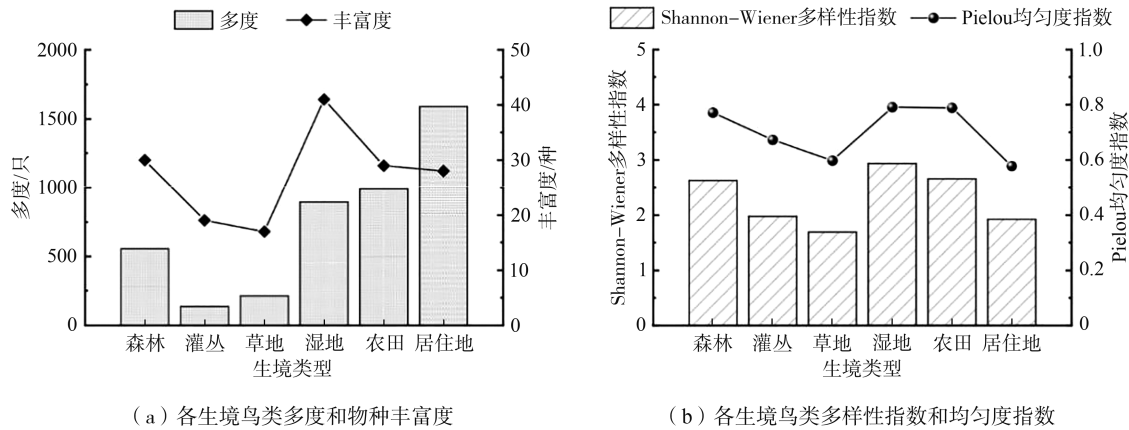 多度 丰富度
多度/只
2000
1500
1000
500
0
50
40
30
20
10
0
丰富度/种
森林 灌丛 草地 湿地 农田 居住地
生境类型
(a)各生境鸟类多度和物种丰富度
Shannon-Wiener多样性指数 Pielou均匀度指数
Shannon-Wiener多样性指数
5
4
3
2
1
0
1.0
0.8
0.6
0.4
0.2
0
Pielou均匀度指数
森林 灌丛 草地 湿地 农田 居住地
生境类型
(b)各生境鸟类多样性指数和均匀度指数